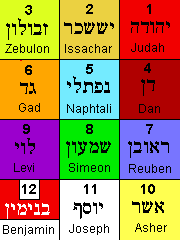 3
זבולון
Zebulon
2
יששכר
Issachar
1
יהודה
Judah
6
גד
Gad
5
נפתלי
Naphtali
4
דן
Dan
9
לוי
Levi
8
שמעון
Simeon
7
ראובן
Reuben
12
בנימין
Benjamin
11
יוסף
Joseph
10
אשר
Asher